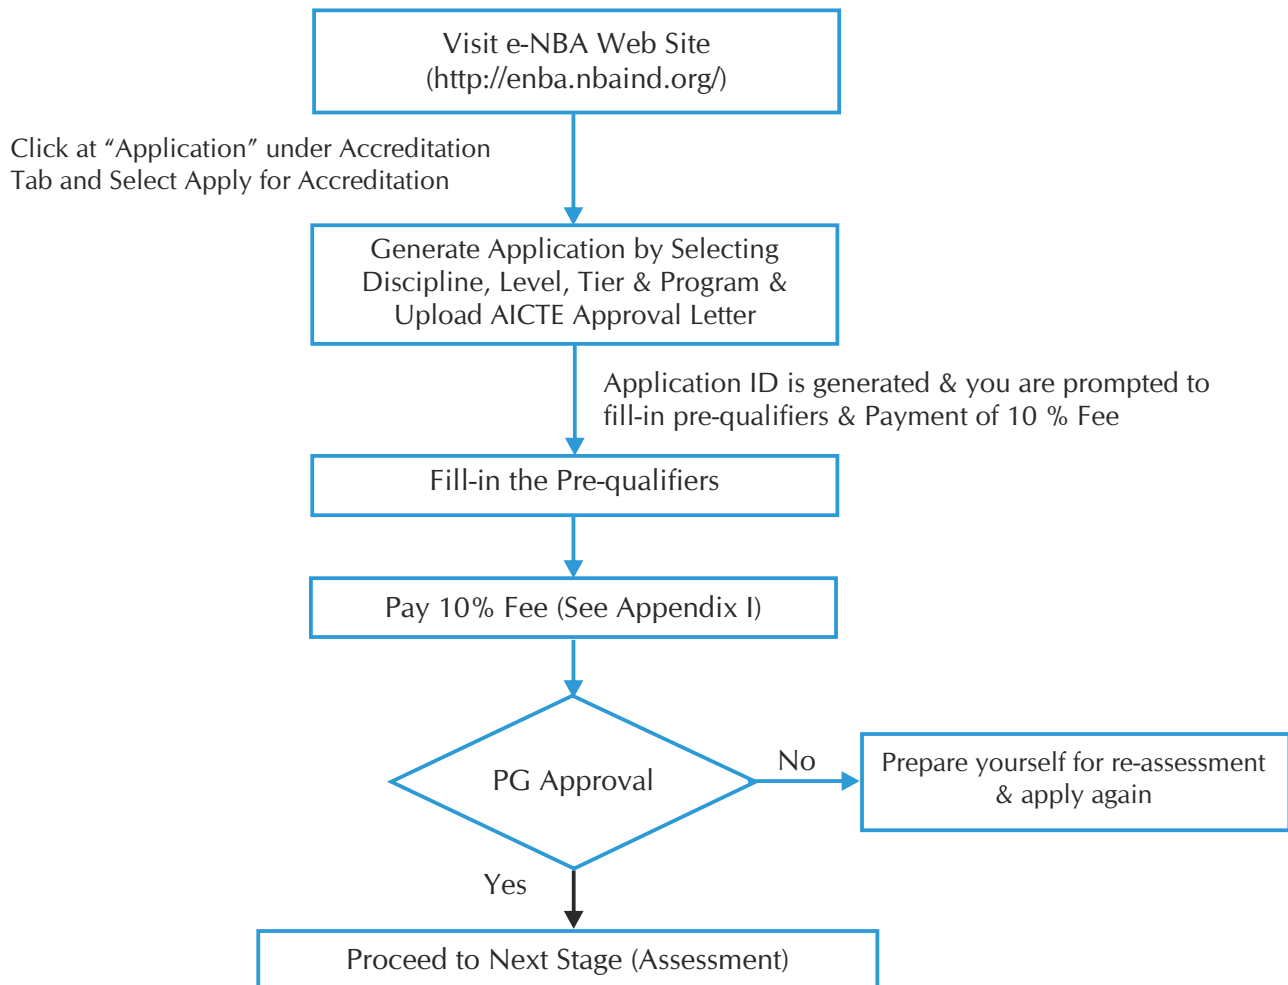 Visit e-NBA Web Site
(http://enba.nbaind.org/)
Click at “Application” under Accreditation
Tab and Select Apply for Accreditation
Generate Application by Selecting
Discipline, Level, Tier & Program &
Upload AICTE Approval Letter
Application ID is generated & you are prompted to
fill-in pre-qualifiers & Payment of 10 % Fee
Fill-in the Pre-qualifiers
Pay 10% Fee (See Appendix I)
PG Approval
No
Prepare yourself for re-assessment
& apply again
Yes
Proceed to Next Stage (Assessment)